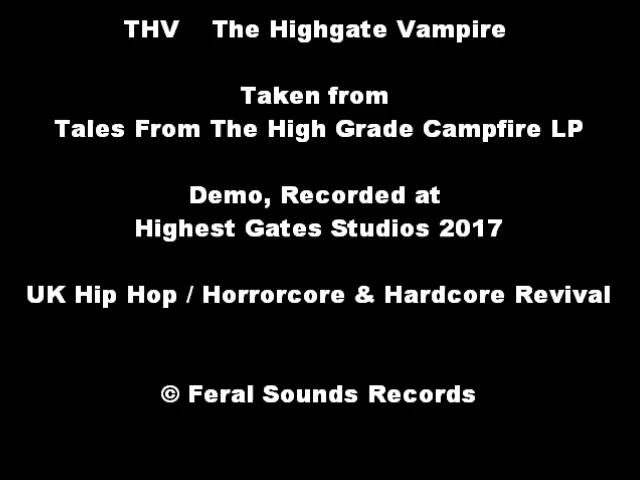 THV The Highgate Vampire
Taken from
Tales From The High Grade Campfire LP
Demo, Recorded at
Highest Gates Studios 2017
UK Hip Hop / Horrorcore & Hardcore Revival
© Feral Sounds Records